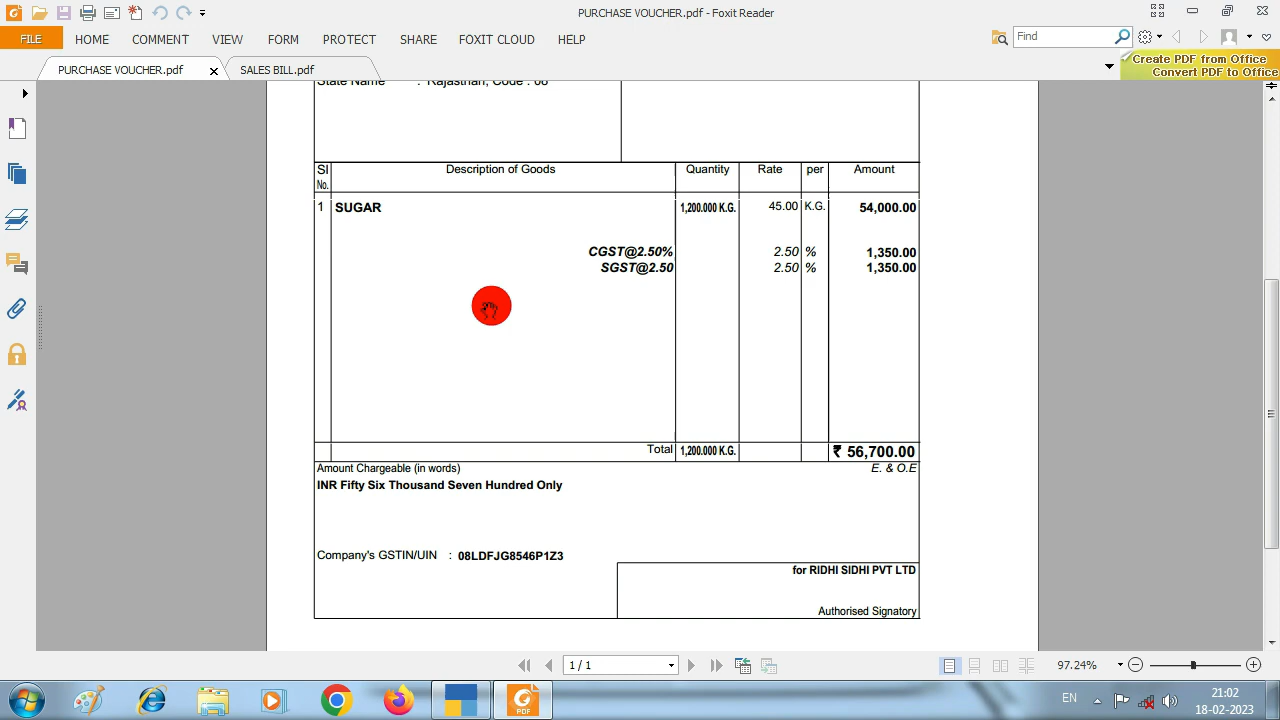 PURCHASE VOUCHER.pdf - Foxit Reader
FILE HOME COMMENT VIEW FORM PROTECT SHARE FOXIT CLOUD HELP Find
PURCHASE VOUCHER.pdf SALES BILL.pdf
Create PDF from Office
Convert PDF to Office
State Name : Rajasthan, Code : 08
Sl Description of Goods Quantity Rate per Amount
No.
1 SUGAR 1,200.000 K.G. 45.00 K.G. 54,000.00
CGST@2.50% 2.50 % 1,350.00
SGST@2.50 2.50 % 1,350.00
Total 1,200.000 K.G. ₹ 56,700.00
Amount Chargeable (in words) E. & O.E
INR Fifty Six Thousand Seven Hundred Only
Company's GSTIN/UIN : 08LDFJG8546P1Z3
for RIDHI SIDHI PVT LTD
Authorised Signatory
1 / 1 97.24%
PDF
EN 21:02
18-02-2023